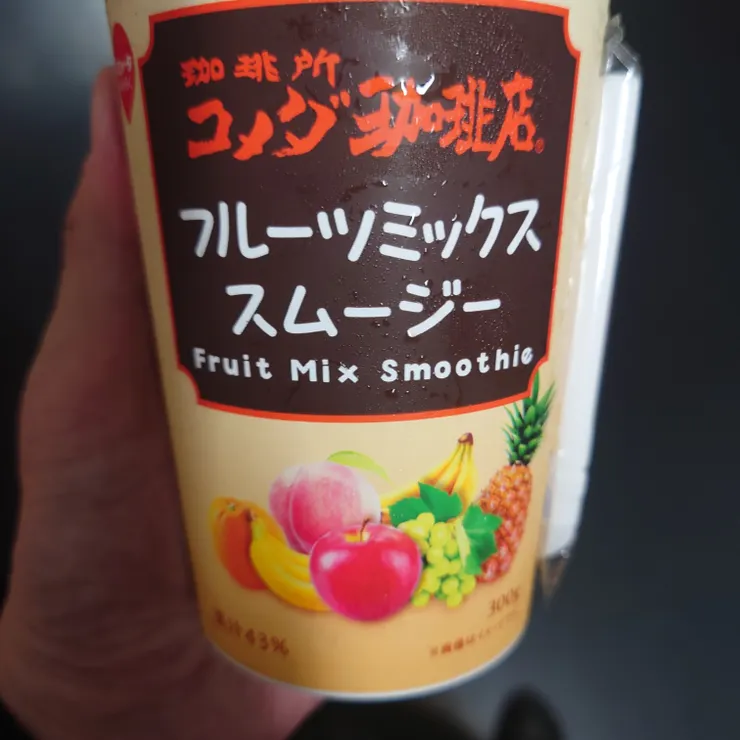 珈琲所
コメダ珈琲店®
フルーツミックス
スムージー
Fruit Mix Smoothie
果汁43%
300g